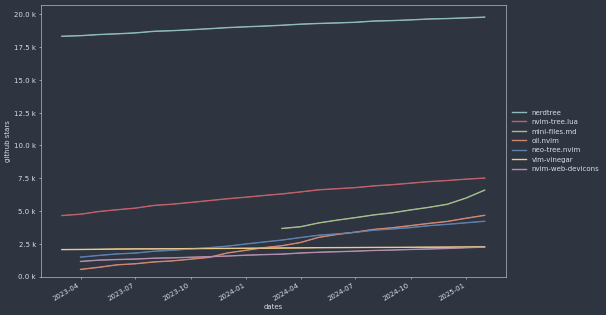 20.0 k
17.5 k
15.0 k
12.5 k
10.0 k
7.5 k
5.0 k
2.5 k
0.0 k
github stars
2023-04
2023-07
2023-10
2024-01
2024-04
2024-07
2024-10
2025-01
dates
nerdtree
nvim-tree.lua
mini-files.md
oil.nvim
neo-tree.nvim
vim-vinegar
nvim-web-devicons